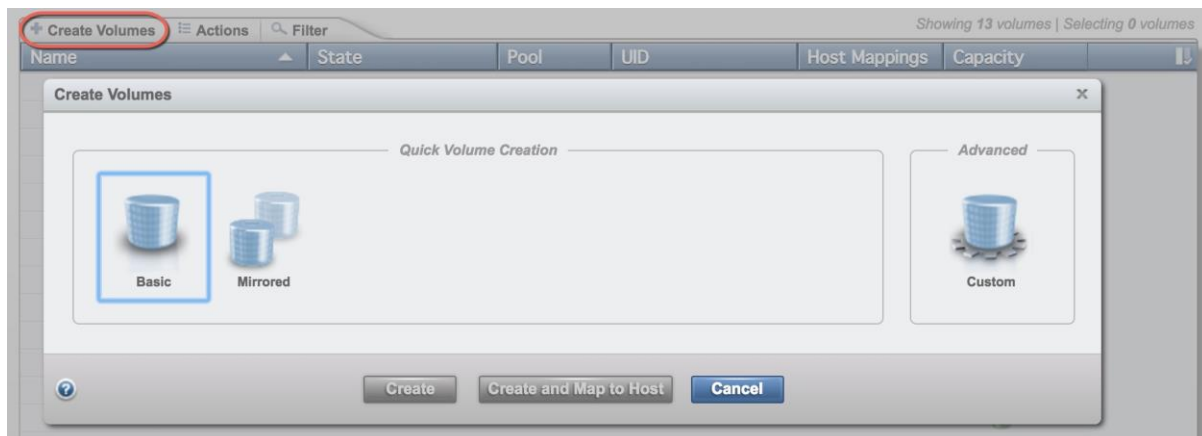 Create Volumes Actions Filter Showing 13 volumes | Selecting 0 volumes
Name State Pool UID Host Mappings Capacity
Create Volumes
Quick Volume Creation Advanced
Basic Mirrored Custom
Create Create and Map to Host Cancel